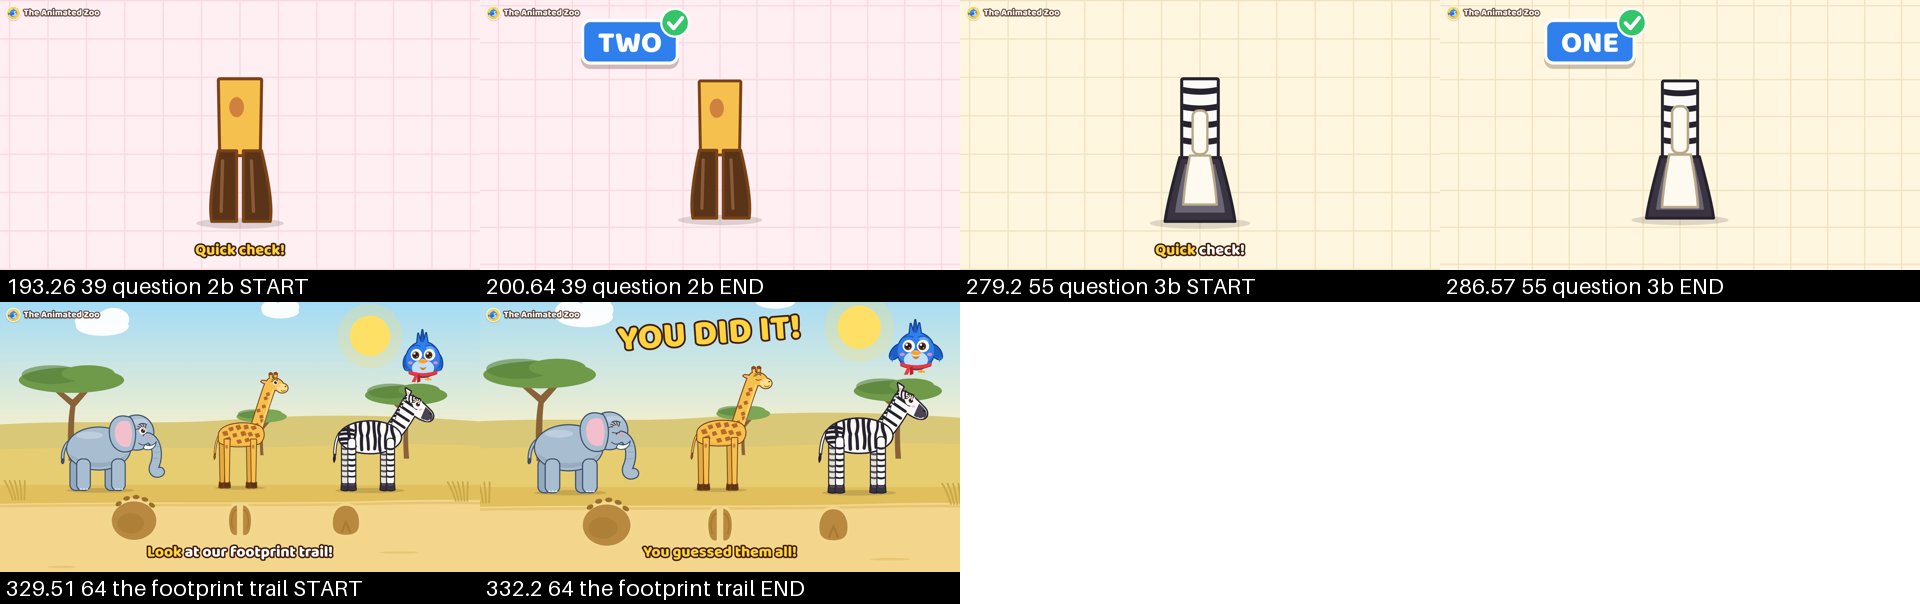 The Animated Zoo
Quick check!
193.26 39 question 2b START
The Animated Zoo
TWO
200.64 39 question 2b END
The Animated Zoo
Quick check!
279.2 55 question 3b START
The Animated Zoo
ONE
286.57 55 question 3b END
The Animated Zoo
Look at our footprint trail!
329.51 64 the footprint trail START
The Animated Zoo
YOU DID IT!
You guessed them all!
332.2 64 the footprint trail END